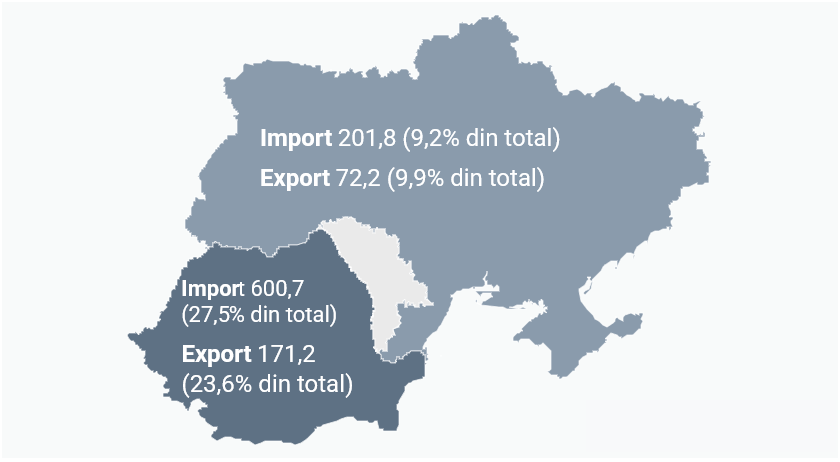 Import 201,8 (9,2% din total)
Export 72,2 (9,9% din total)
Import 600,7
(27,5% din total)
Export 171,2
(23,6% din total)